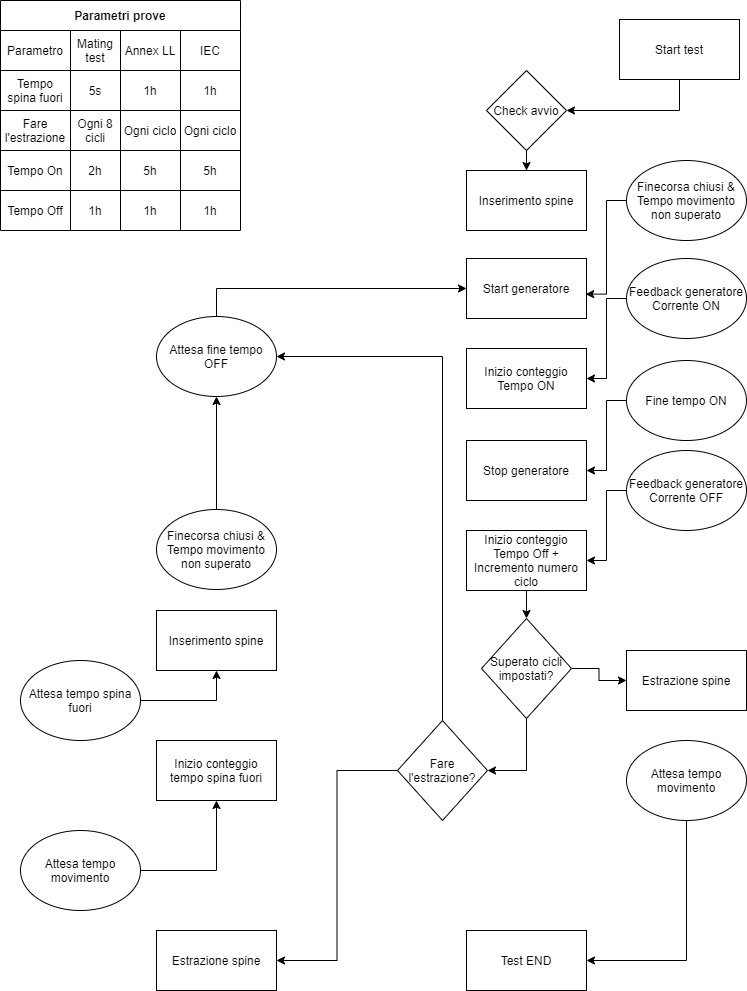 Parametri prove
Parametro
Mating
test
Annex LL
IEC
Tempo
spina fuori
5s
1h
1h
Fare
l'estrazione
Ogni 8
cicli
Ogni ciclo
Ogni ciclo
Tempo On
2h
5h
5h
Tempo Off
1h
1h
1h
Start test
Check avvio
Inserimento spine
Finecorsa chiusi &
Tempo movimento
non superato
Start generatore
Feedback generatore
Corrente ON
Attesa fine tempo
OFF
Inizio conteggio
Tempo ON
Fine tempo ON
Stop generatore
Feedback generatore
Corrente OFF
Finecorsa chiusi &
Tempo movimento
non superato
Inizio conteggio
Tempo Off +
Incremento numero
ciclo
Inserimento spine
Superato cicli
impostati?
Estrazione spine
Attesa tempo spina
fuori
Inizio conteggio
tempo spina fuori
Fare
l'estrazione?
Attesa tempo
movimento
Attesa tempo
movimento
Estrazione spine
Test END